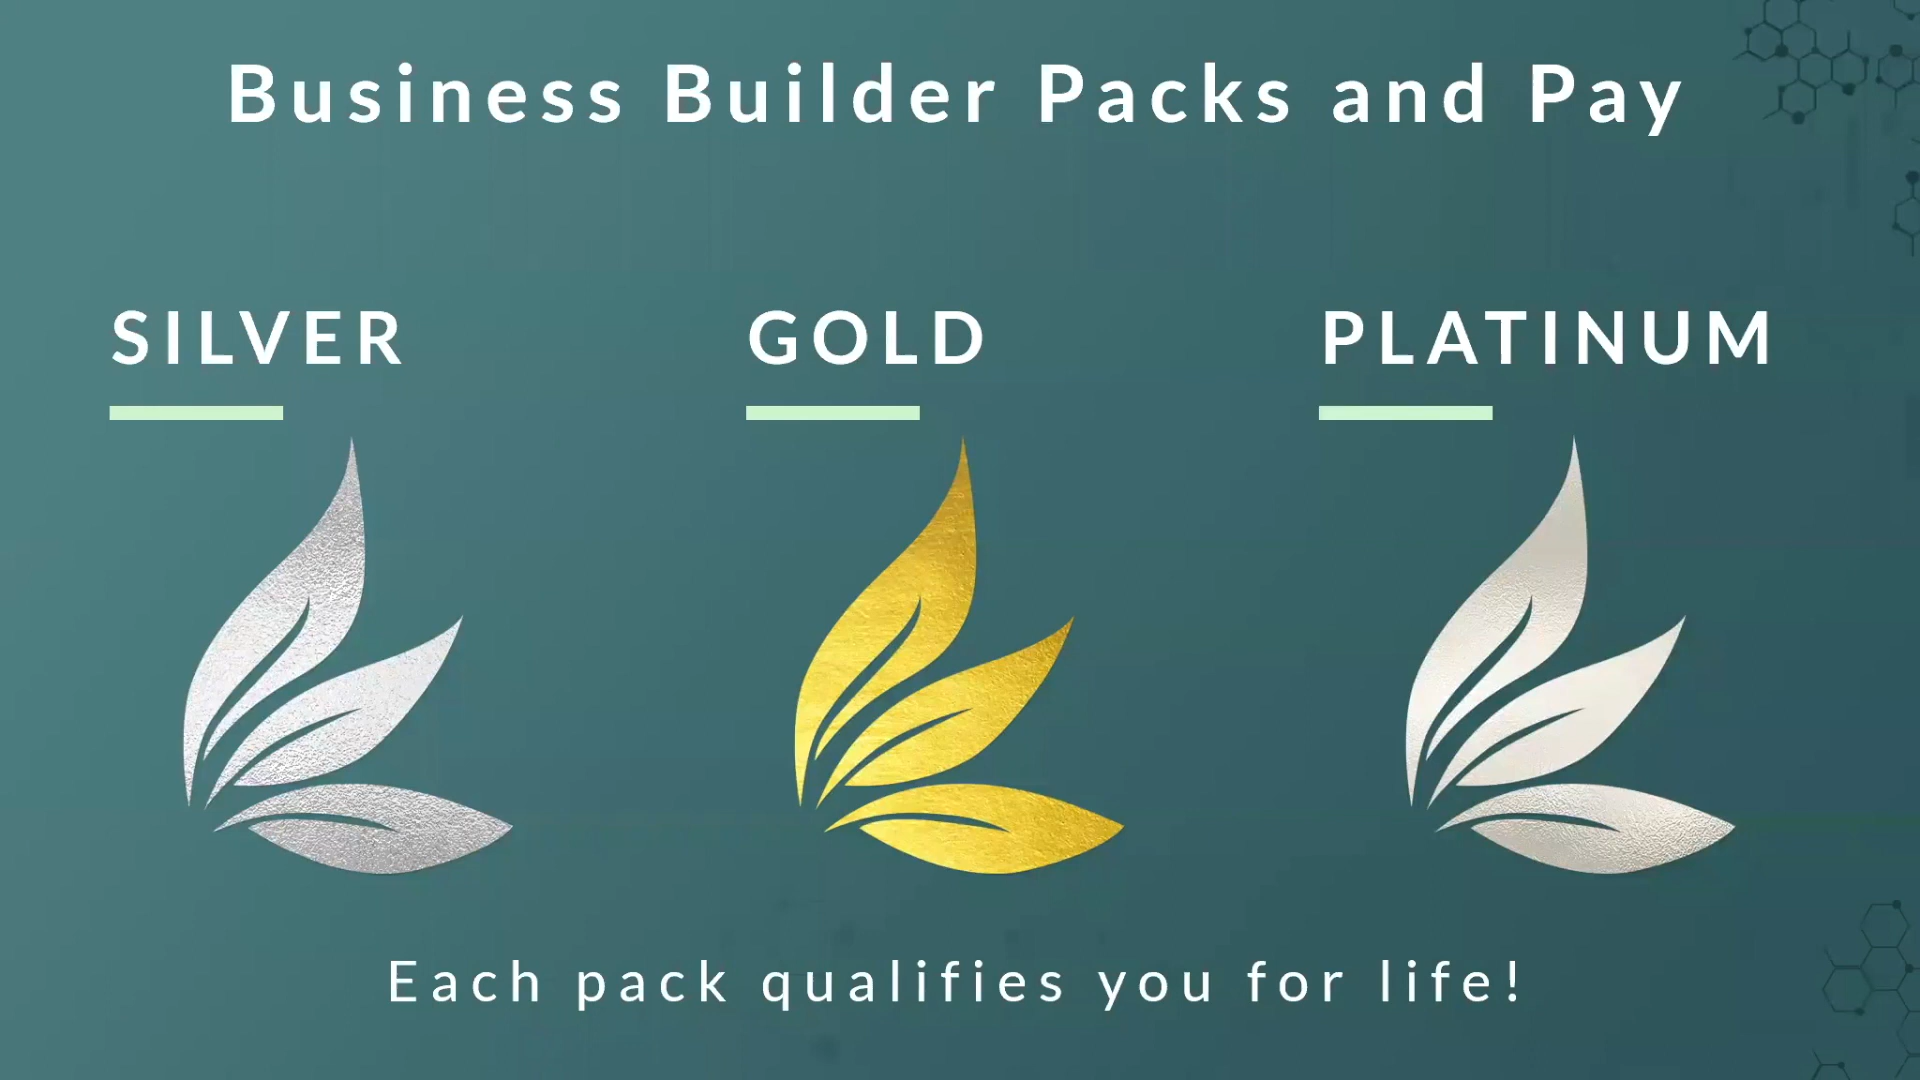 Business Builder Packs and Pay
SILVER
GOLD
PLATINUM
Each pack qualifies you for life!